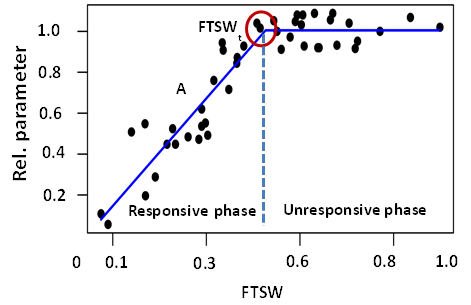 FTSW
t
1.0
A
0.8
0.6
0.4
0.2
Rel. parameter
Responsive phase
Unresponsive phase
0
0.1
0.3
0.6
0.8
1.0
FTSW